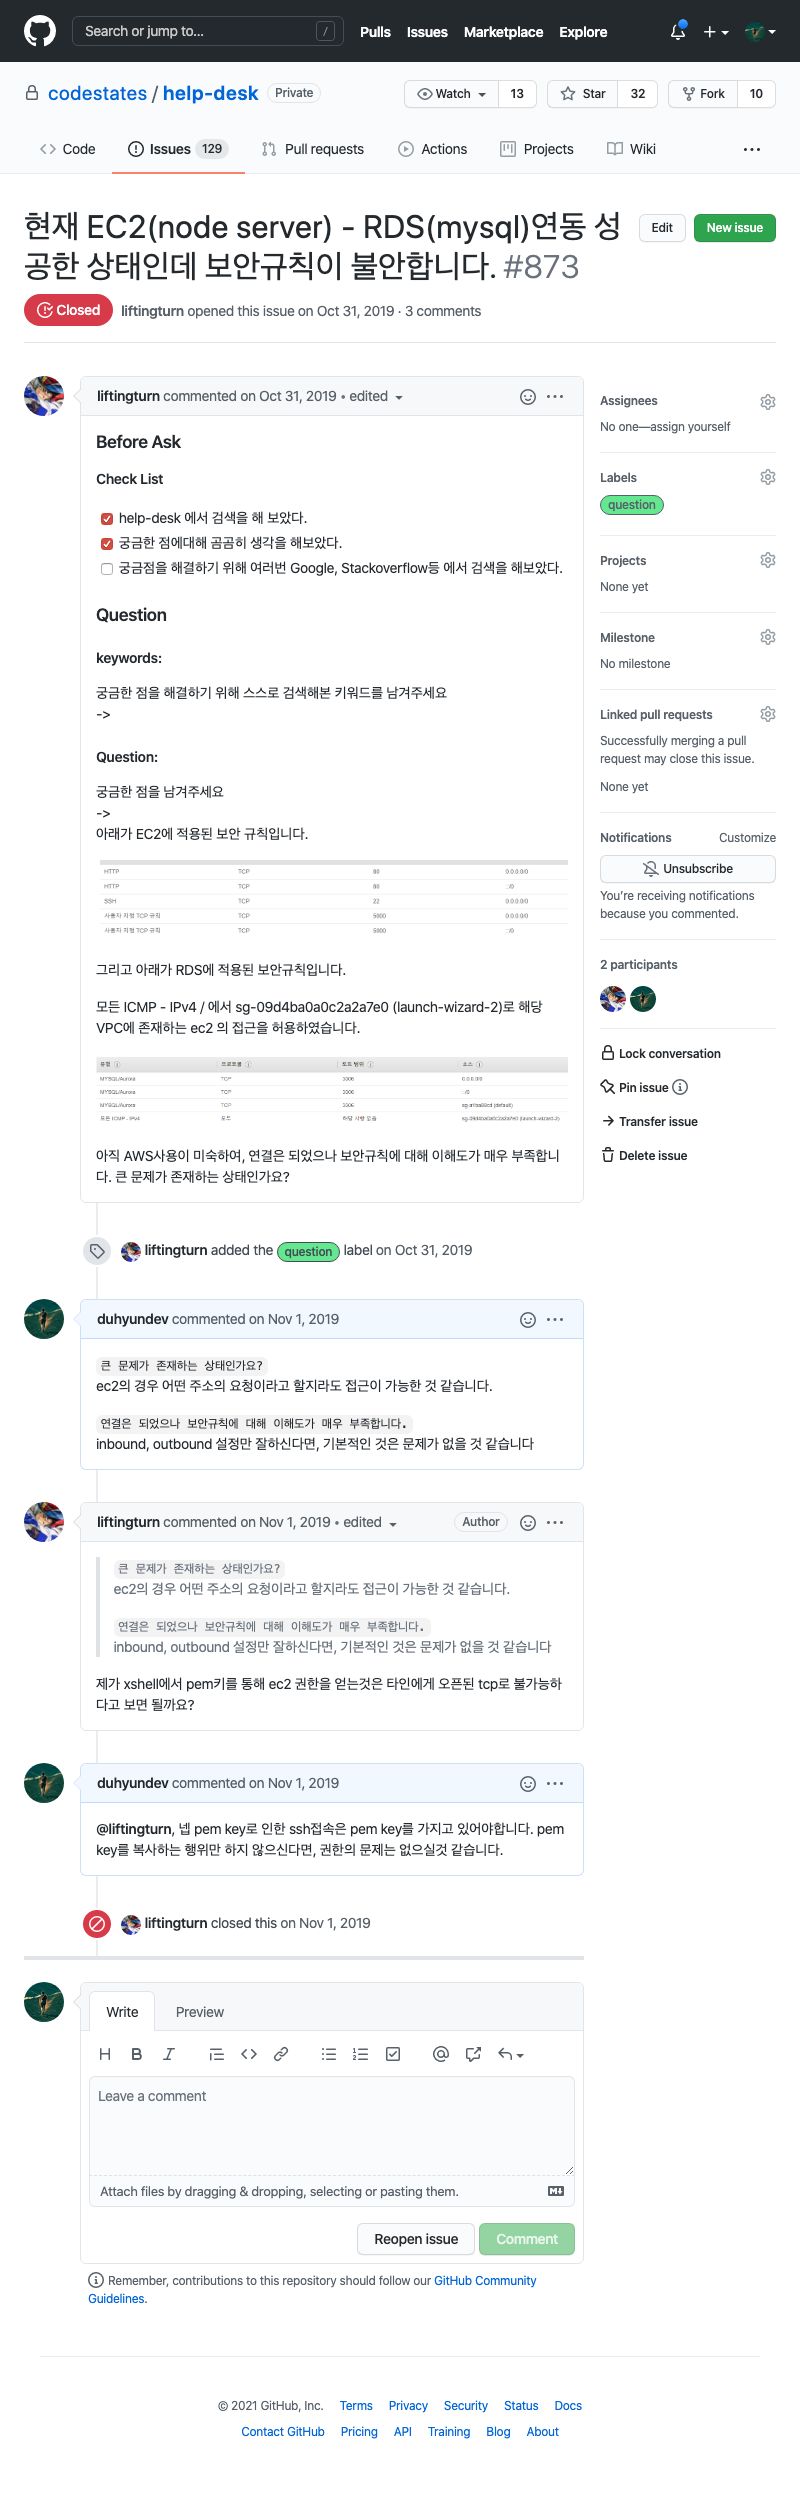 Search or jump to...
/
Pulls
Issues
Marketplace
Explore
codestates / help-desk
Private
Watch
13
Star
32
Fork
10
Code
Issues 129
Pull requests
Actions
Projects
Wiki
현재 EC2(node server) - RDS(mysql)연동 성
공한 상태인데 보안규칙이 불안합니다. #873
Edit
New issue
Closed
liftingturn opened this issue on Oct 31, 2019 · 3 comments
liftingturn commented on Oct 31, 2019 • edited
Before Ask
Check List
help-desk 에서 검색을 해 보았다.
궁금한 점에대해 곰곰히 생각을 해보았다.
궁금점을 해결하기 위해 여러번 Google, Stackoverflow등 에서 검색을 해보았다.
Question
keywords:
궁금한 점을 해결하기 위해 스스로 검색해본 키워드를 남겨주세요
->
Question:
궁금한 점을 남겨주세요
->
아래가 EC2에 적용된 보안 규칙입니다.
HTTP TCP 80 0.0.0.0/0
HTTP TCP 80 ::/0
SSH TCP 22 0.0.0.0/0
사용자 지정 TCP 규칙 TCP 5000 0.0.0.0/0
사용자 지정 TCP 규칙 TCP 5000 ::/0
그리고 아래가 RDS에 적용된 보안규칙입니다.
모든 ICMP - IPv4 / 에서 sg-09d4ba0a0c2a2a7e0 (launch-wizard-2)로 해당
VPC에 존재하는 ec2 의 접근을 허용하였습니다.
유형 프로토콜 포트 범위 소스
MYSQL/Aurora TCP 3306 0.0.0.0/0
MYSQL/Aurora TCP 3306 ::/0
MYSQL/Aurora TCP 3306 (default)
모든 ICMP - IPv4 모두 해당 사항 없음 sg-09d4ba0a0c2a2a7e0 (launch-wizard-2)
아직 AWS사용이 미숙하여, 연결은 되었으나 보안규칙에 대해 이해도가 매우 부족합니
다. 큰 문제가 존재하는 상태인가요?
liftingturn added the question label on Oct 31, 2019
duhyundev commented on Nov 1, 2019
큰 문제가 존재하는 상태인가요?
ec2의 경우 어떤 주소의 요청이라고 할지라도 접근이 가능한 것 같습니다.
연결은 되었으나 보안규칙에 대해 이해도가 매우 부족합니다.
inbound, outbound 설정만 잘하신다면, 기본적인 것은 문제가 없을 것 같습니다
liftingturn commented on Nov 1, 2019 • edited
Author
큰 문제가 존재하는 상태인가요?
ec2의 경우 어떤 주소의 요청이라고 할지라도 접근이 가능한 것 같습니다.
연결은 되었으나 보안규칙에 대해 이해도가 매우 부족합니다.
inbound, outbound 설정만 잘하신다면, 기본적인 것은 문제가 없을 것 같습니다
제가 xshell에서 pem키를 통해 ec2 권한을 얻는것은 타인에게 오픈된 tcp로 불가능하
다고 보면 될까요?
duhyundev commented on Nov 1, 2019
@liftingturn, 넵 pem key로 인한 ssh접속은 pem key를 가지고 있어야합니다. pem
key를 복사하는 행위만 하지 않으신다면, 권한의 문제는 없으실것 같습니다.
liftingturn closed this on Nov 1, 2019
Write
Preview
Leave a comment
Attach files by dragging & dropping, selecting or pasting them.
Reopen issue
Comment
Remember, contributions to this repository should follow our GitHub Community
Guidelines.
Assignees
No one—assign yourself
Labels
question
Projects
None yet
Milestone
No milestone
Linked pull requests
Successfully merging a pull
request may close this issue.
None yet
Notifications
Customize
Unsubscribe
You're receiving notifications
because you commented.
2 participants
Lock conversation
Pin issue
Transfer issue
Delete issue
© 2021 GitHub, Inc.
Terms
Privacy
Security
Status
Docs
Contact GitHub
Pricing
API
Training
Blog
About